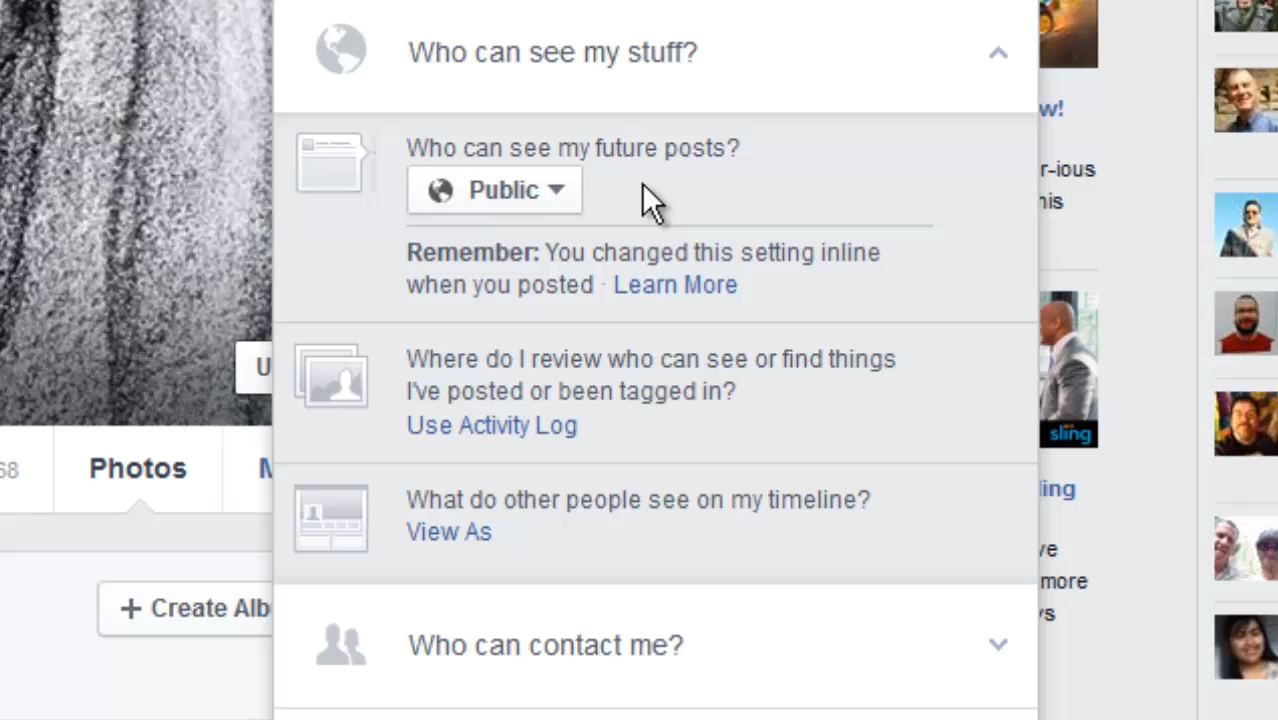 Who can see my stuff?
Who can see my future posts?
Public
Remember: You changed this setting inline
when you posted · Learn More
Where do I review who can see or find things
I've posted or been tagged in?
Use Activity Log
What do other people see on my timeline?
View As
Who can contact me?
U
68
Photos
M
+ Create Alb
w!
r-ious
nis
sling
ling
ve
more
/s